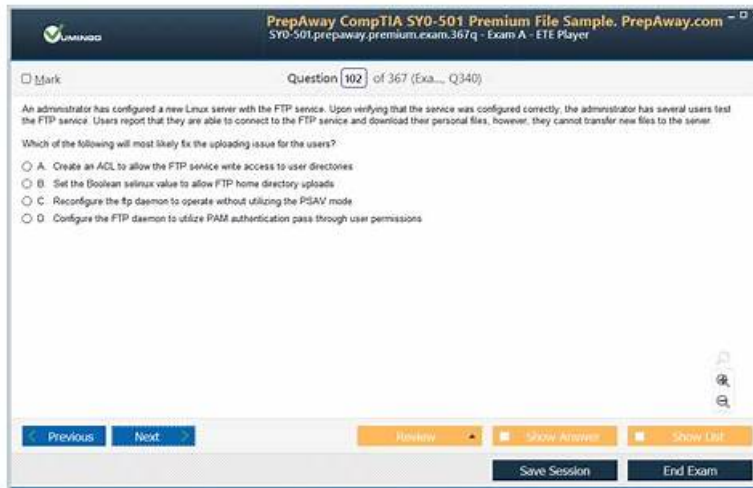 VUMINGO
PrepAway CompTIA SY0-501 Premium File Sample. PrepAway.com
SY0-501.prepaway.premium.exam.367q - Exam A - ETE Player
Mark
Question 102 of 367 (Exa..., Q340)
An administrator has configured a new Linux server with the FTP service. Upon verifying that the service was configured correctly, the administrator has several users test
the FTP service. Users report that they are able to connect to the FTP service and download their personal files, however, they cannot transfer new files to the server.
Which of the following will most likely fix the uploading issue for the users?
A. Create an ACL to allow the FTP service write access to user directories
B. Set the Boolean selinux value to allow FTP home directory uploads
C. Reconfigure the ftp daemon to operate without utilizing the PSAV mode
D. Configure the FTP daemon to utilize PAM authentication pass through user permissions
Previous
Next
Review
Show Answer
Show List
Save Session
End Exam